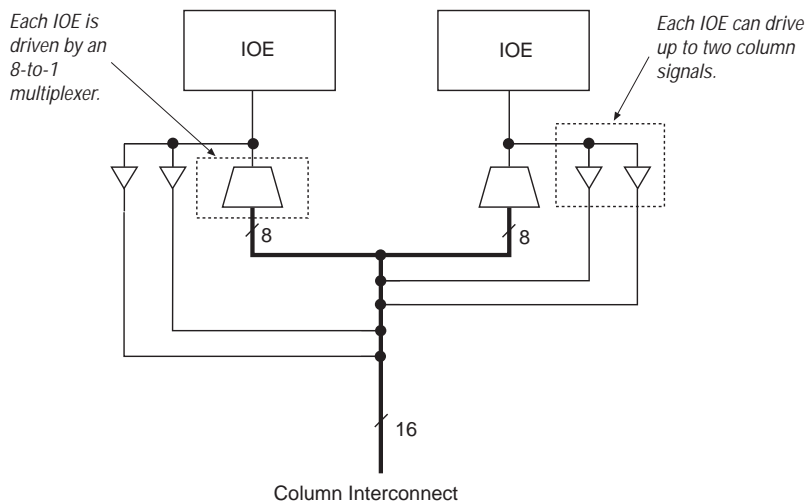 Each IOE is
driven by an
8-to-1
multiplexer.
IOE
IOE
Each IOE can drive
up to two column
signals.
8
8
16
Column Interconnect